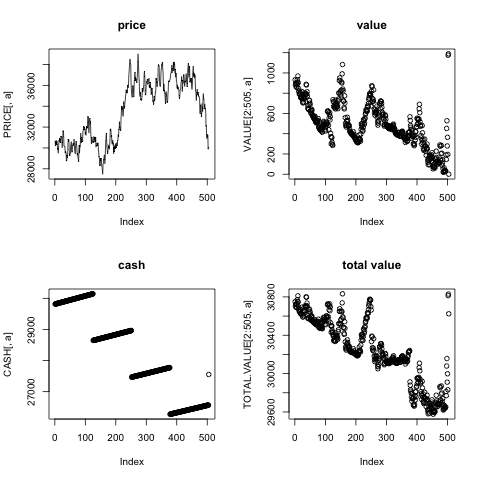 price
PRICE[, a]
28000 32000 36000
0 100 200 300 400 500
Index
value
VALUE[2:505, a]
0 200 600 1000
0 100 200 300 400 500
Index
cash
CASH[, a]
27000 29000
0 100 200 300 400 500
Index
total value
TOTAL.VALUE[2:505, a]
29600 30000 30400 30800
0 100 200 300 400 500
Index